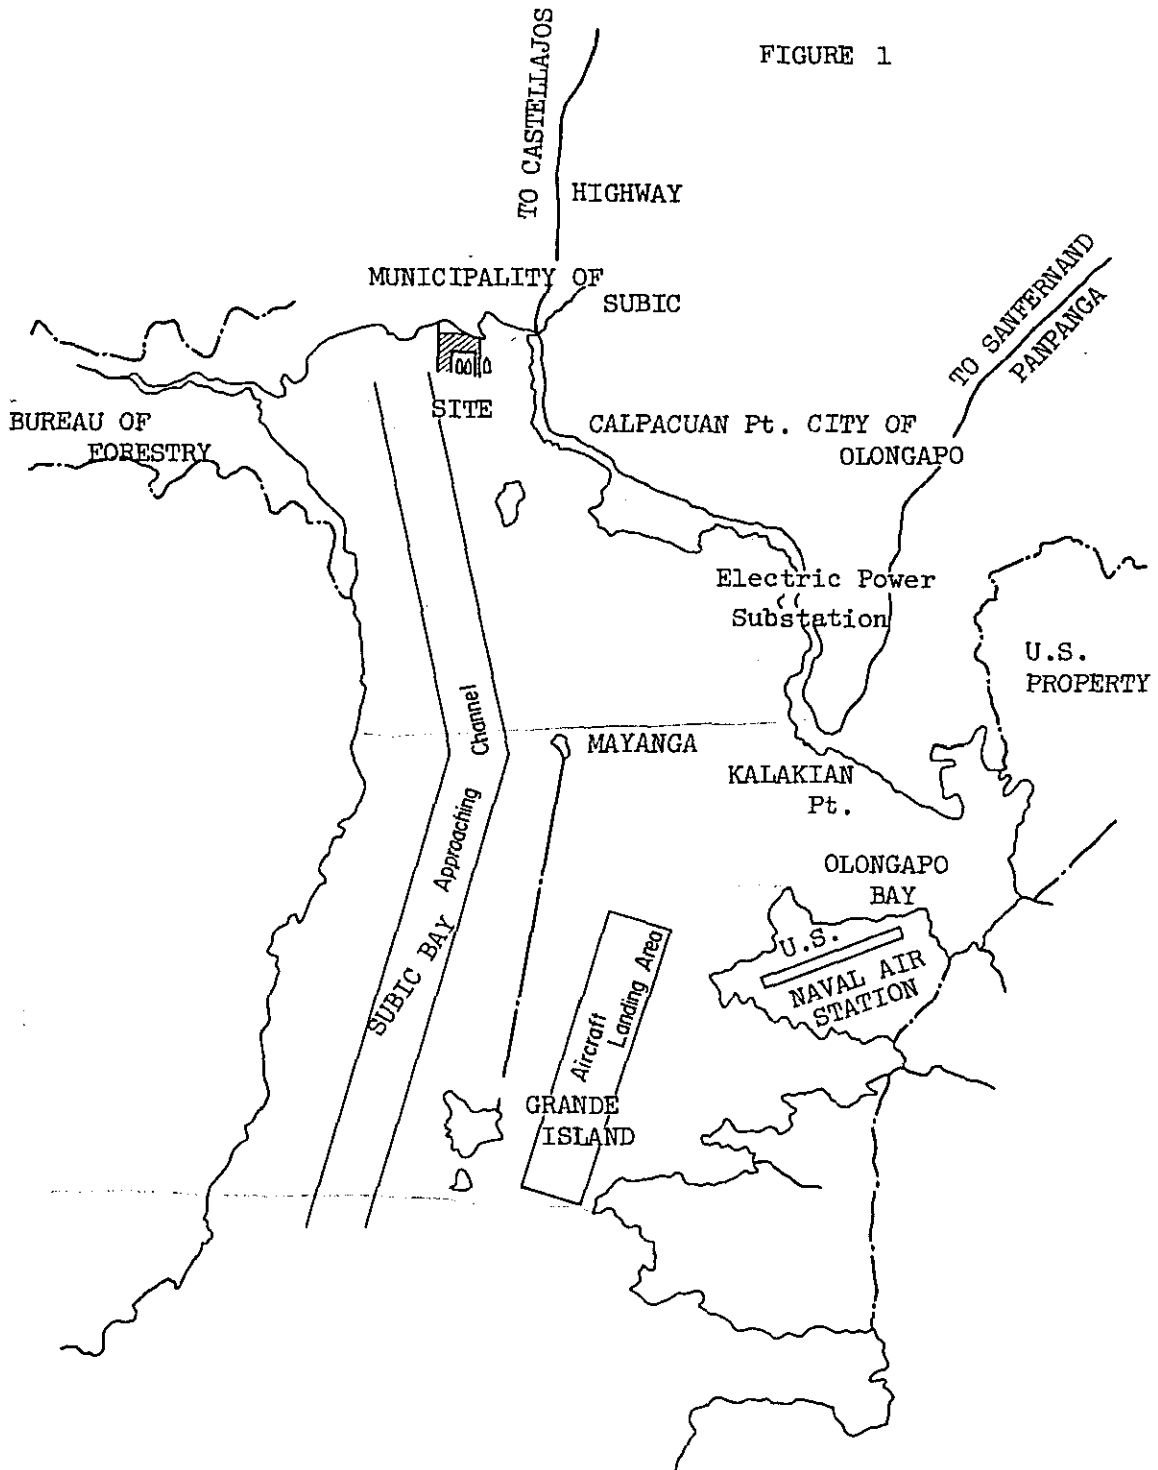 FIGURE 1
TO CASTELLAJOS
HIGHWAY
MUNICIPALITY OF
SUBIC
TO SANFERNAND
PANPANGA
SITE
BUREAU OF
FORESTRY
CALPACUAN Pt.
CITY OF
OLONGAPO
Electric Power
Substation
U.S.
PROPERTY
MAYANGA
KALAKIAN
Pt.
SUBIC BAY Approaching Channel
OLONGAPO
BAY
U.S.
NAVAL AIR
STATION
Aircraft
Landing Area
GRANDE
ISLAND